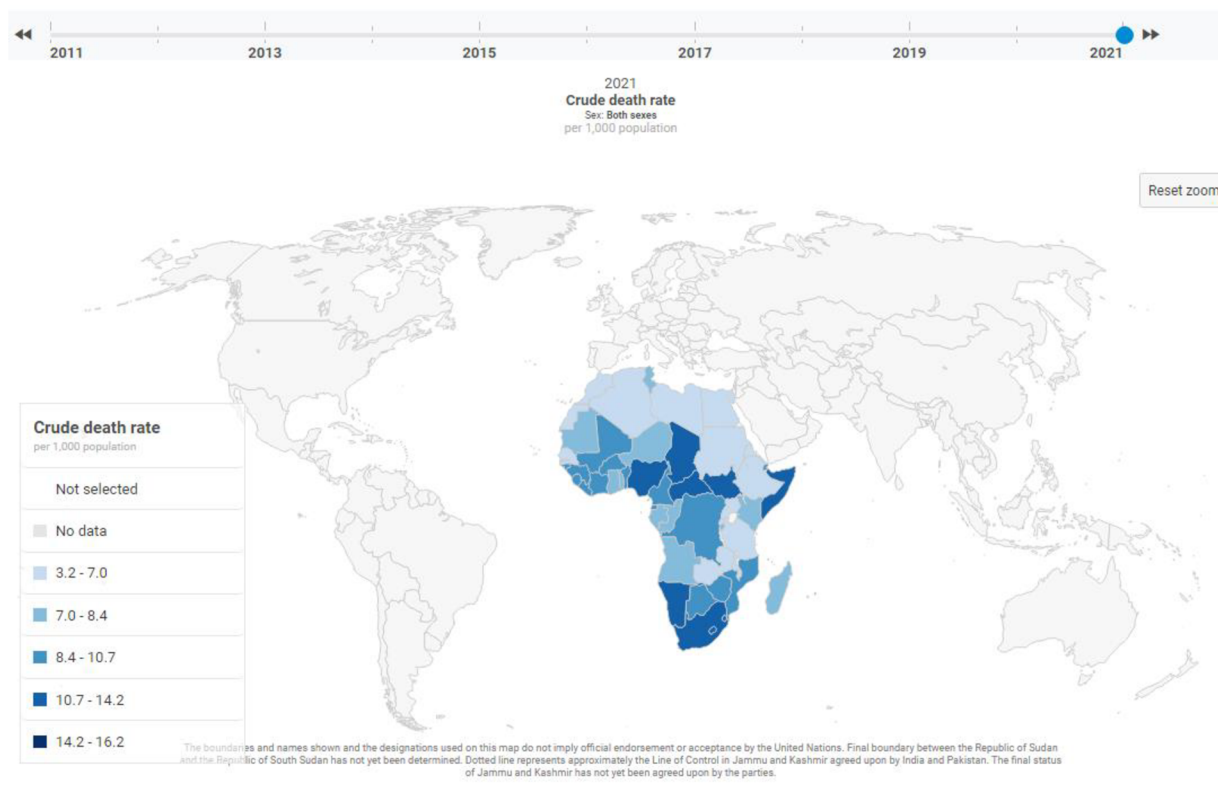 2011 2013 2015 2017 2019 2021
2021
Crude death rate
Sex: Both sexes
per 1,000 population
Reset zoom
Crude death rate
per 1,000 population
Not selected
No data
3.2 - 7.0
7.0 - 8.4
8.4 - 10.7
10.7 - 14.2
14.2 - 16.2
The boundaries and names shown and the designations used on this map do not imply official endorsement or acceptance by the United Nations. Final boundary between the Republic of Sudan
and the Republic of South Sudan has not yet been determined. Dotted line represents approximately the Line of Control in Jammu and Kashmir agreed upon by India and Pakistan. The final status
of Jammu and Kashmir has not yet been agreed upon by the parties.